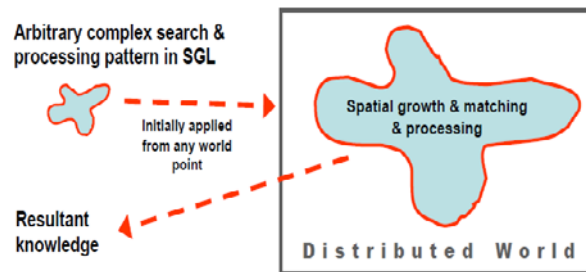 Arbitrary complex search &
processing pattern in SGL
Initially applied
from any world
point
Spatial growth & matching
& processing
Resultant
knowledge
Distributed World